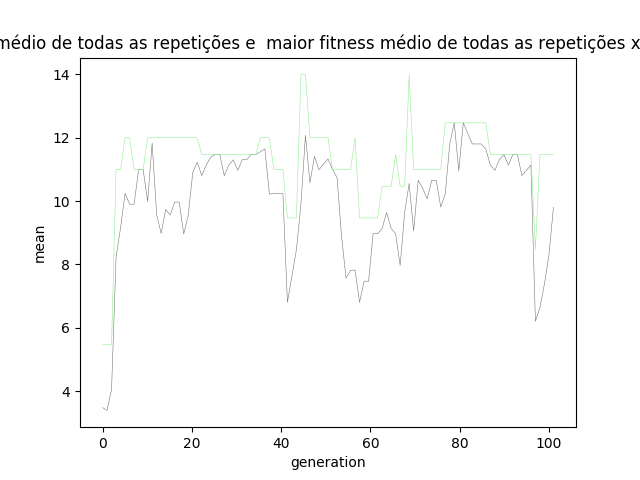 médio de todas as repetições e  maior fitness médio de todas as repetições x
14
12
10
8
6
4
mean
0 20 40 60 80 100
generation